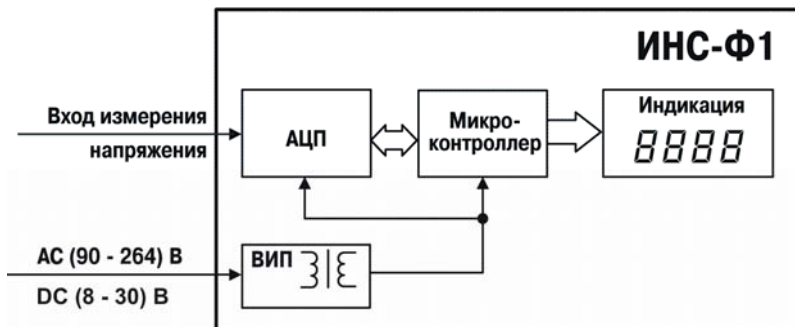 ИНС-Ф1
Вход измерения
напряжения
АЦП
Микро-
контроллер
Индикация
8888
AC (90 - 264) В
DC (8 - 30) В
ВИП